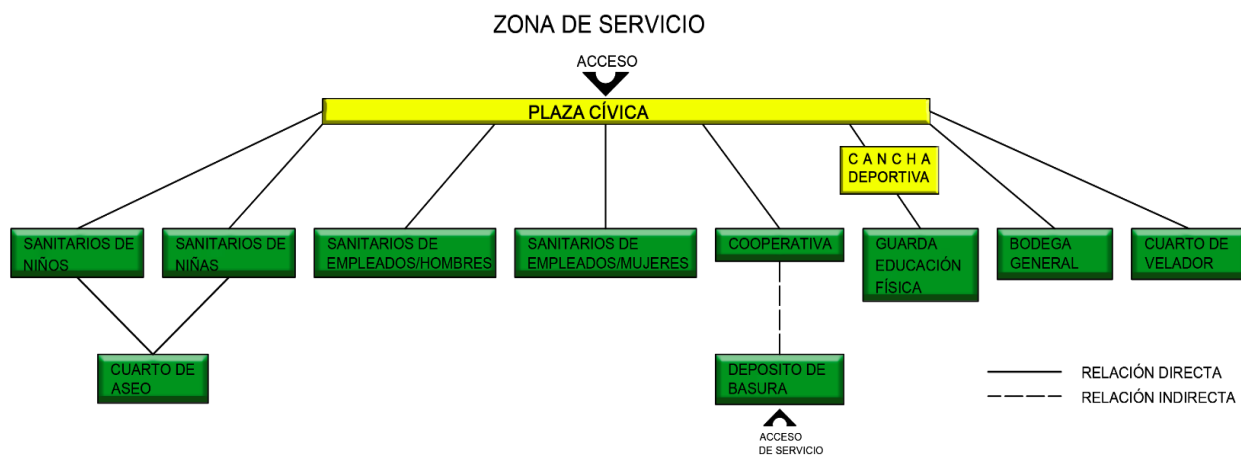 ZONA DE SERVICIO
ACCESO
PLAZA CÍVICA
C A N C H A
DEPORTIVA
SANITARIOS DE
NIÑOS
SANITARIOS DE
NIÑAS
SANITARIOS DE
EMPLEADOS/HOMBRES
SANITARIOS DE
EMPLEADOS/MUJERES
COOPERATIVA
GUARDA
EDUCACIÓN
FÍSICA
BODEGA
GENERAL
CUARTO DE
VELADOR
CUARTO DE
ASEO
DEPOSITO DE
BASURA
RELACIÓN DIRECTA
RELACIÓN INDIRECTA
ACCESO
DE SERVICIO